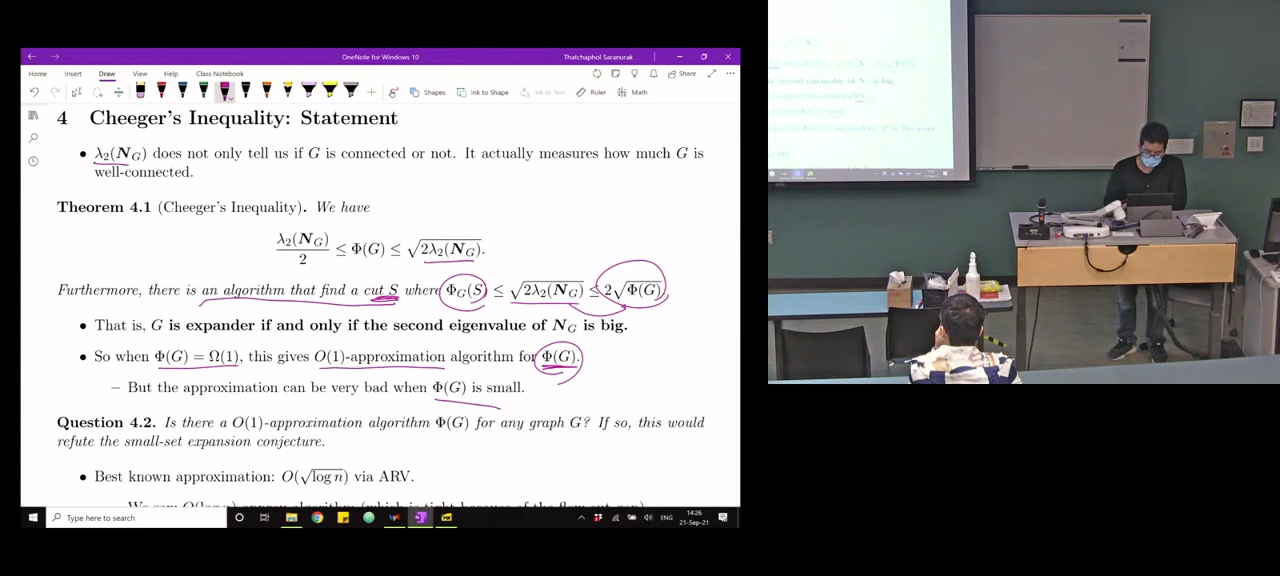 OneNote for Windows 10
Thatchaphol Saranurak
Home Insert Draw View Help Class Notebook
Share
Shapes Ink to Shape Ink to Text Ruler Math
4 Cheeger's Inequality: Statement
• λ₂(N_G) does not only tell us if G is connected or not. It actually measures how much G is
well-connected.
Theorem 4.1 (Cheeger's Inequality). We have
λ₂(N_G)/2 ≤ Φ(G) ≤ √(2λ₂(N_G)).
Furthermore, there is an algorithm that find a cut S where Φ_G(S) ≤ √(2λ₂(N_G)) ≤ 2√Φ(G)
• That is, G is expander if and only if the second eigenvalue of N_G is big.
• So when Φ(G) = Ω(1), this gives O(1)-approximation algorithm for Φ(G).
– But the approximation can be very bad when Φ(G) is small.
Question 4.2. Is there a O(1)-approximation algorithm Φ(G) for any graph G? If so, this would
refute the small-set expansion conjecture.
• Best known approximation: O(√log n) via ARV.
Type here to search
ENG
14:26
21-Sep-21